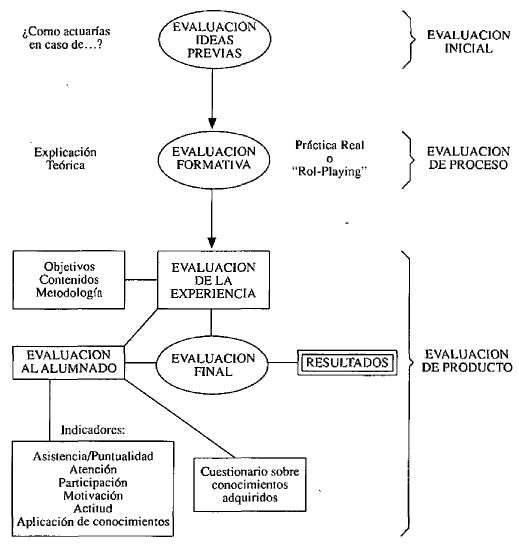 ¿Como actuarías
en caso de...?
EVALUACION
IDEAS
PREVIAS
EVALUACION
INICIAL
Explicación
Teórica
EVALUACION
FORMATIVA
Práctica Real
o
"Rol-Playing"
EVALUACION
DE PROCESO
Objetivos
Contenidos
Metodología
EVALUACION
DE LA
EXPERIENCIA
EVALUACION
AL ALUMNADO
EVALUACION
FINAL
RESULTADOS
EVALUACION
DE PRODUCTO
Indicadores:
Asistencia/Puntualidad
Atención
Participación
Motivación
Actitud
Aplicación de conocimientos
Cuestionario sobre
conocimientos
adquiridos